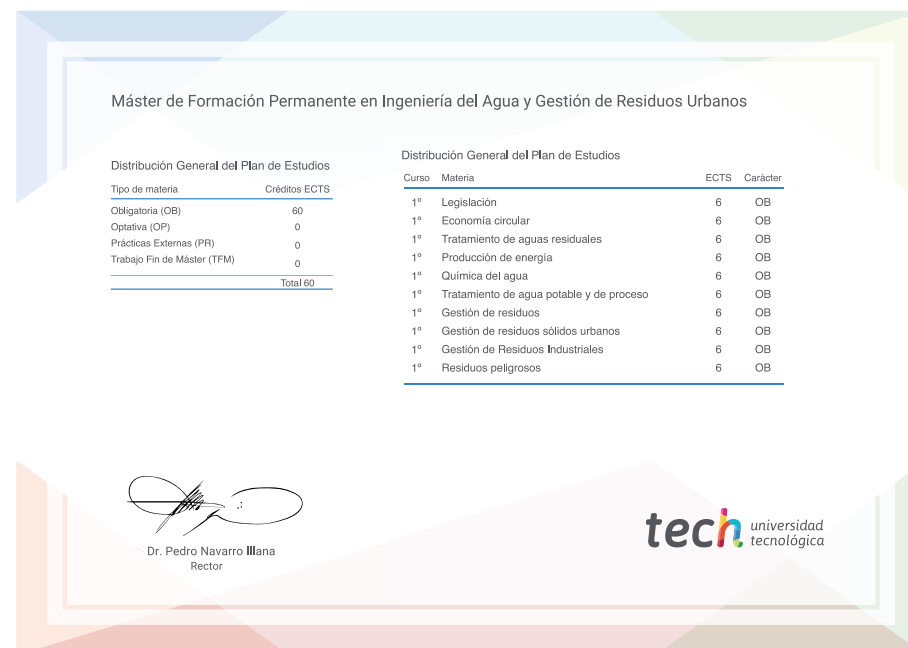 Máster de Formación Permanente en Ingeniería del Agua y Gestión de Residuos Urbanos
Distribución General del Plan de Estudios
Tipo de materia Créditos ECTS
Obligatoria (OB) 60
Optativa (OP) 0
Prácticas Externas (PR) 0
Trabajo Fin de Máster (TFM) 0
Total 60
Distribución General del Plan de Estudios
Curso Materia ECTS Carácter
1º Legislación 6 OB
1º Economía circular 6 OB
1º Tratamiento de aguas residuales 6 OB
1º Producción de energía 6 OB
1º Química del agua 6 OB
1º Tratamiento de agua potable y de proceso 6 OB
1º Gestión de residuos 6 OB
1º Gestión de residuos sólidos urbanos 6 OB
1º Gestión de Residuos Industriales 6 OB
1º Residuos peligrosos 6 OB
Dr. Pedro Navarro Illana
Rector
tech universidad
tecnológica